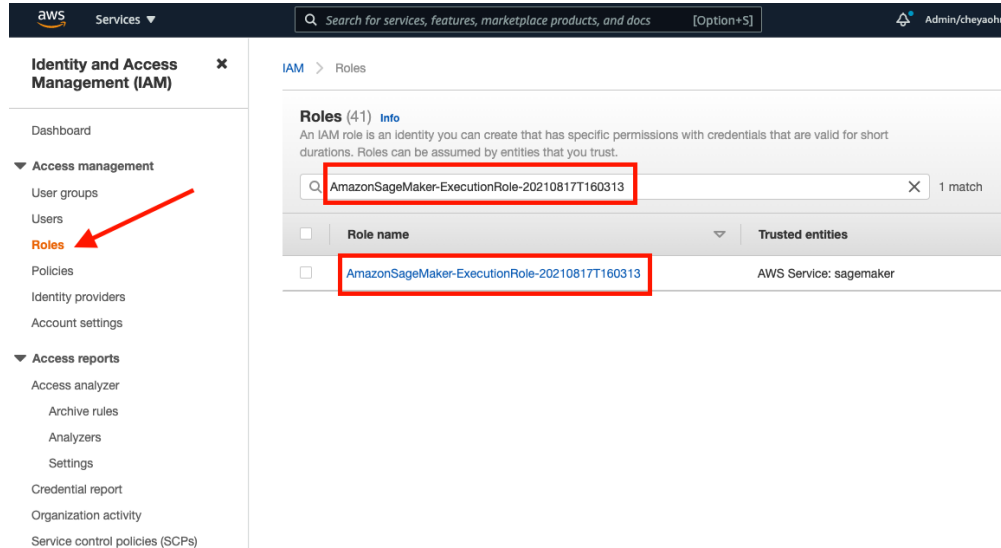 aws
Services ▼
Search for services, features, marketplace products, and docs
[Option+S]
Identity and Access
Management (IAM)
Dashboard
Access management
User groups
Users
Roles
Policies
Identity providers
Account settings
Access reports
Access analyzer
Archive rules
Analyzers
Settings
Credential report
Organization activity
Service control policies (SCPs)
IAM > Roles
Roles (41) Info
An IAM role is an identity you can create that has specific permissions with credentials that are valid for short
durations. Roles can be assumed by entities that you trust.
AmazonSageMaker-ExecutionRole-20210817T160313
1 match
Role name
Trusted entities
AmazonSageMaker-ExecutionRole-20210817T160313
AWS Service: sagemaker